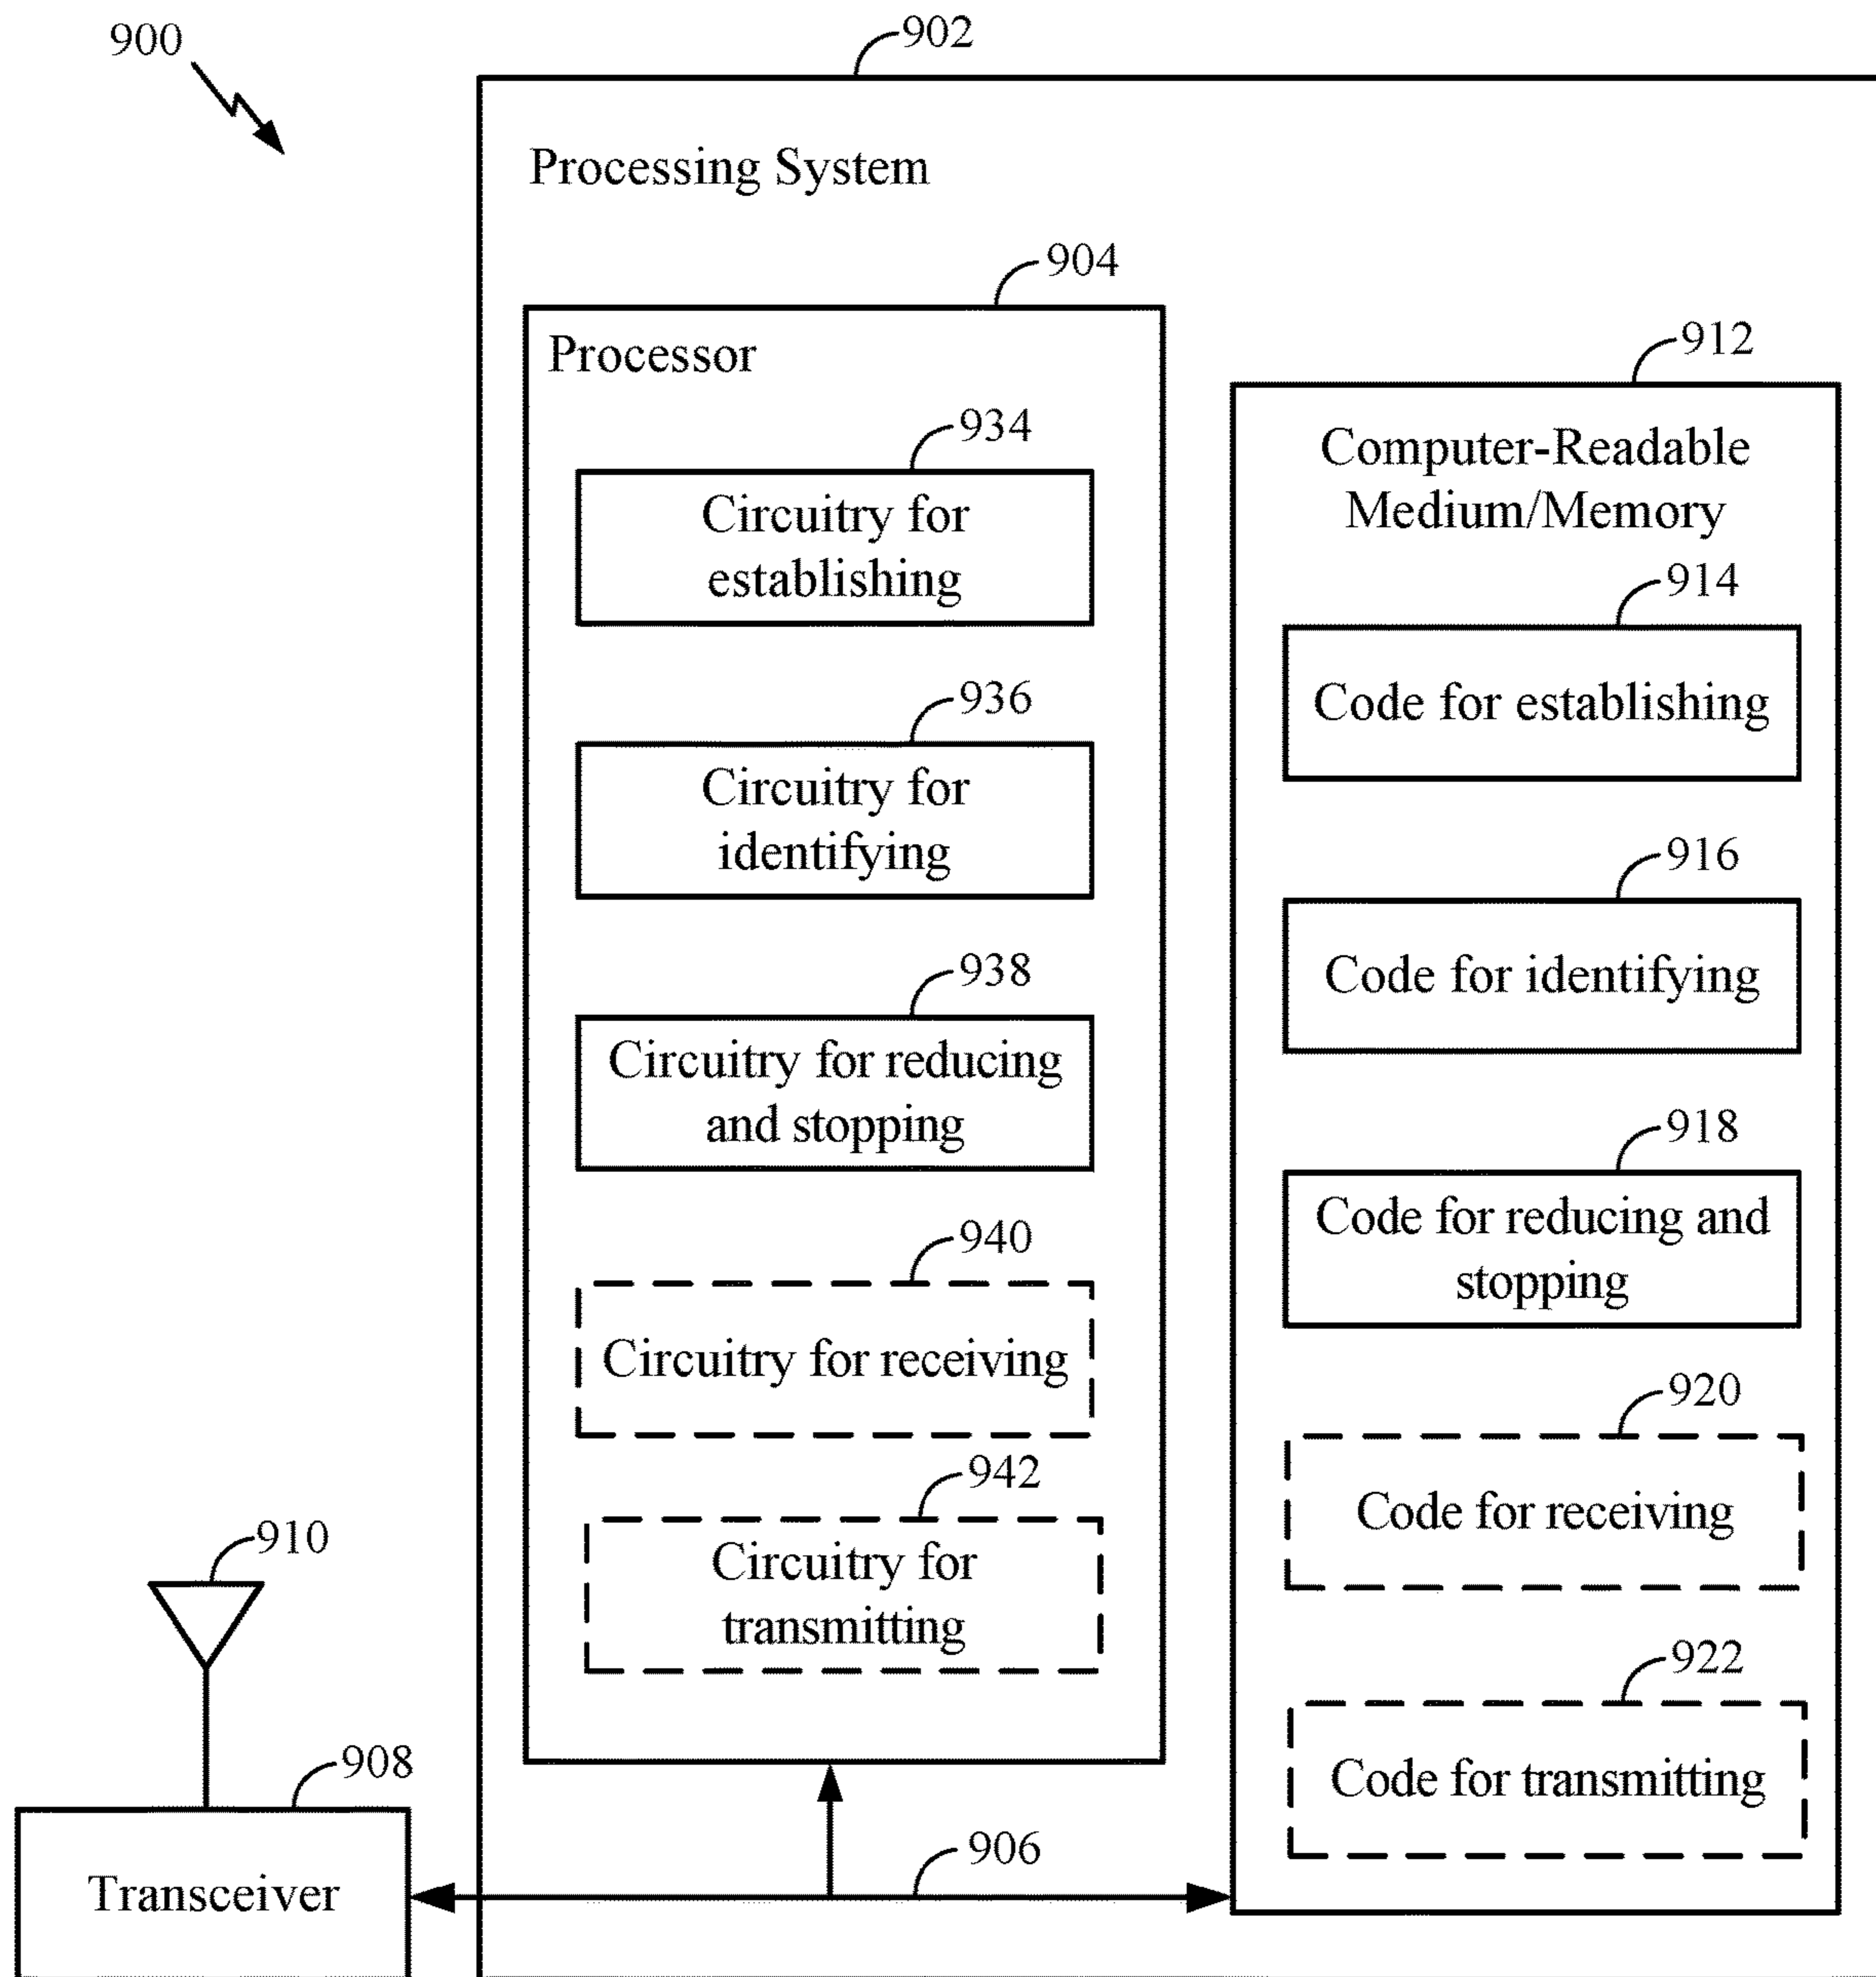 900
902
Processing System
904
Processor
934
Circuitry for
establishing
936
Circuitry for
identifying
938
Circuitry for reducing
and stopping
940
Circuitry for receiving
942
Circuitry for
transmitting
912
Computer-Readable
Medium/Memory
914
Code for establishing
916
Code for identifying
918
Code for reducing and
stopping
920
Code for receiving
922
Code for transmitting
910
908
Transceiver
906